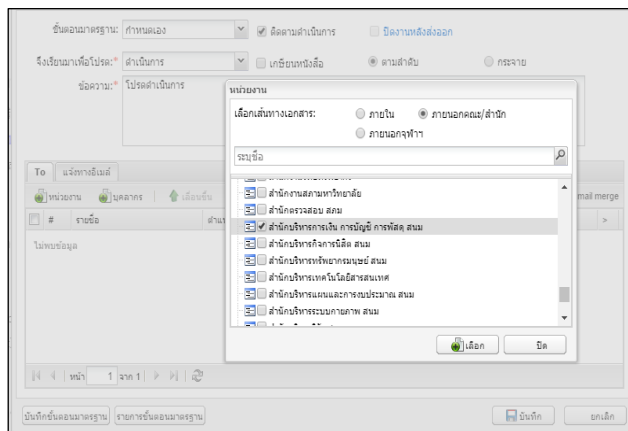 ขั้นตอนมาตรฐาน: กำหนดเอง ติดตามดำเนินการ ปิดงานหลังส่งออก
จึงเรียนมาเพื่อโปรด:* ดำเนินการ เกษียนหนังสือ ตามลำดับ กระจาย
ข้อความ:* โปรดดำเนินการ
หน่วยงาน
เลือกเส้นทางเอกสาร: ภายใน ภายนอกคณะ/สำนัก
ภายนอกจุฬาฯ
ระบุชื่อ
To แจ้งทางอีเมล์
หน่วยงาน บุคลากร เลื่อนขึ้น mail merge
# รายชื่อ >
ไม่พบข้อมูล
สำนักงานสภามหาวิทยาลัย
สำนักตรวจสอบ สภม
สำนักบริหารการเงิน การบัญชี การพัสดุ สนม
สำนักบริหารกิจการนิสิต สนม
สำนักบริหารทรัพยากรมนุษย์ สนม
สำนักบริหารเทคโนโลยีสารสนเทศ
สำนักบริหารแผนและการงบประมาณ สนม
สำนักบริหารระบบกายภาพ สนม
เลือก ปิด
หน้า 1 จาก 1
บันทึกขั้นตอนมาตรฐาน รายการขั้นตอนมาตรฐาน บันทึก ยกเลิก